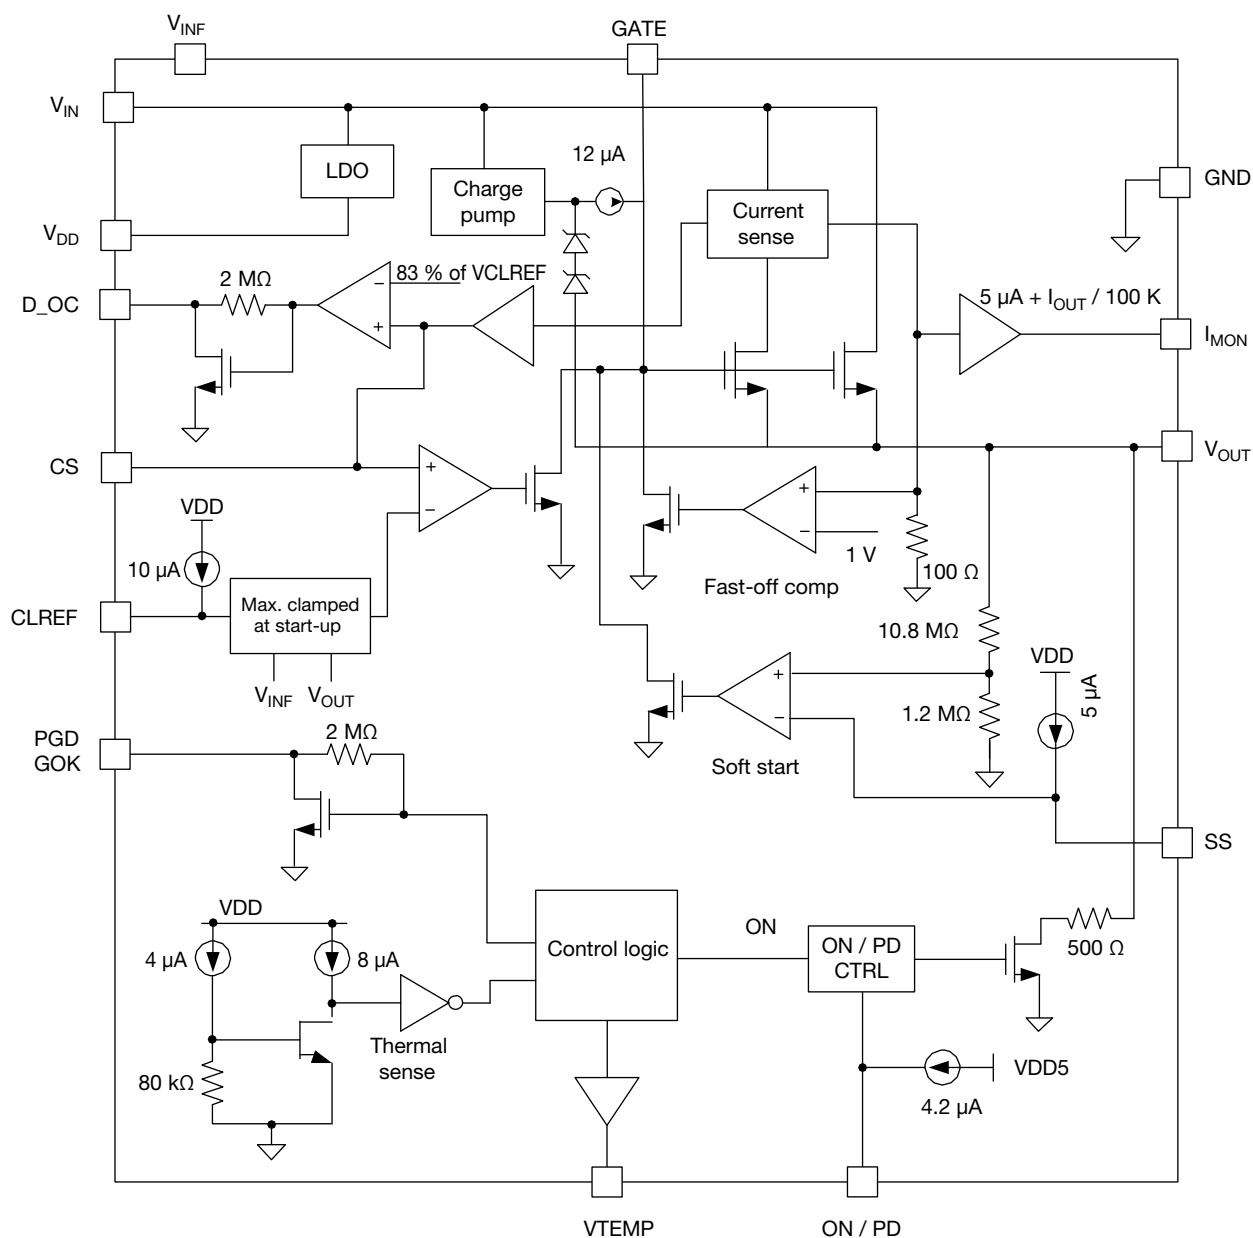 VINF
GATE
VIN
LDO
12 µA
Charge
pump
Current
sense
GND
VDD
2 MΩ
83 % of VCLREF
D_OC
−
+
5 µA + IOUT / 100 K
IMON
CS
+
−
VOUT
VDD
10 µA
+
−
1 V
100 Ω
Fast-off comp
CLREF
Max. clamped
at start-up
VINF
VOUT
10.8 MΩ
VDD
5 µA
+
−
1.2 MΩ
Soft start
PGD
GOK
2 MΩ
SS
VDD
4 µA
8 µA
Thermal
sense
80 kΩ
Control logic
ON
ON / PD
CTRL
500 Ω
VDD5
4.2 µA
VTEMP
ON / PD